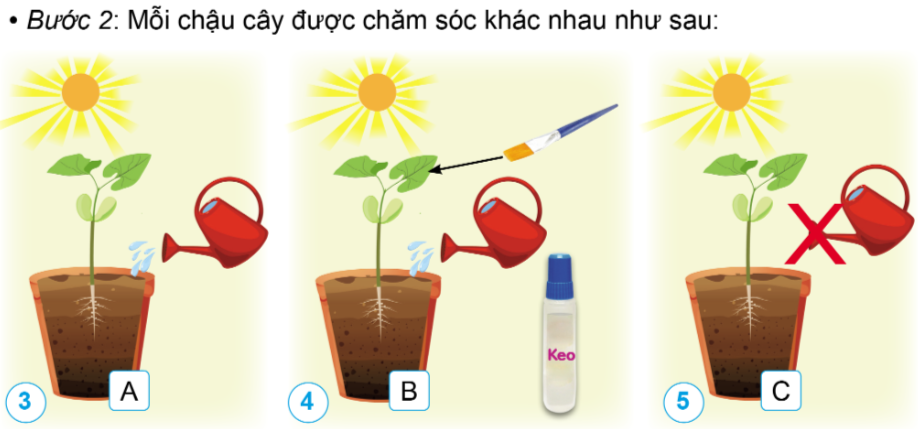 • Bước 2: Mỗi chậu cây được chăm sóc khác nhau như sau:
Keo
3
A
4
B
5
C